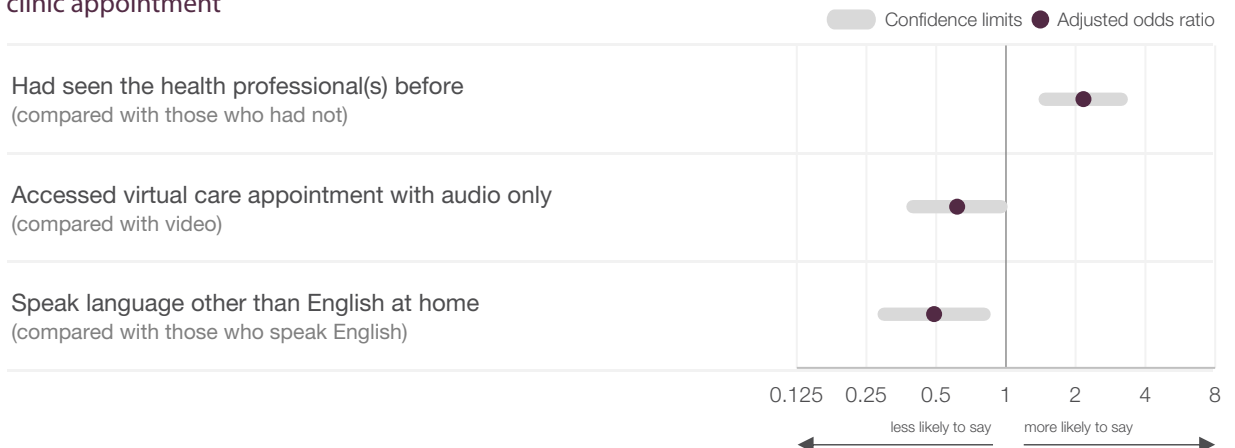 clinic appointment
Confidence limits Adjusted odds ratio
Had seen the health professional(s) before
(compared with those who had not)
Accessed virtual care appointment with audio only
(compared with video)
Speak language other than English at home
(compared with those who speak English)
0.125 0.25 0.5 1 2 4 8
less likely to say more likely to say